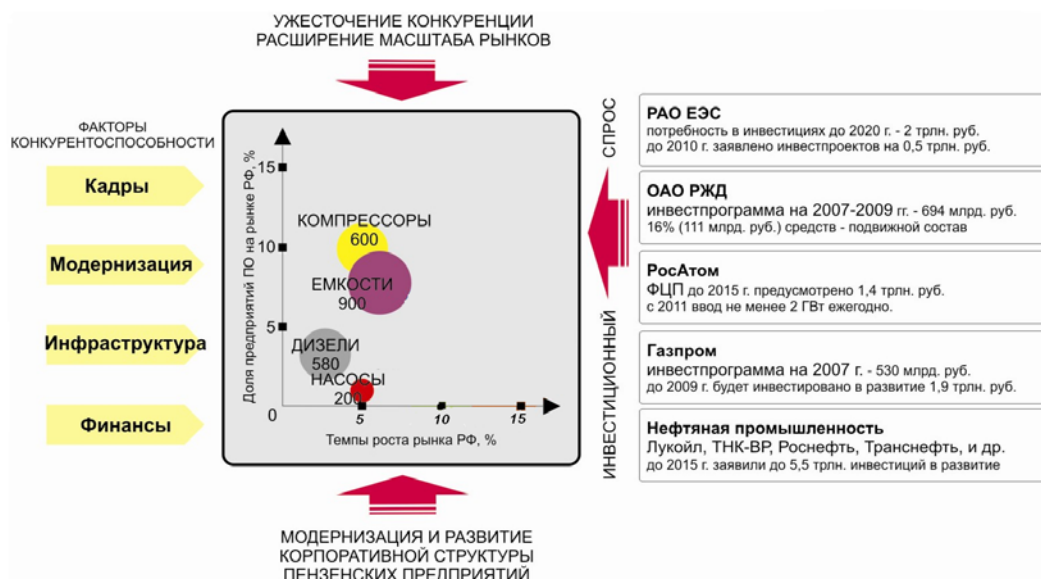 УЖЕСТОЧЕНИЕ КОНКУРЕНЦИИ
РАСШИРЕНИЕ МАСШТАБА РЫНКОВ
ФАКТОРЫ
КОНКУРЕНТОСПОСОБНОСТИ
Кадры
Модернизация
Инфраструктура
Финансы
Доля предприятий ПО на рынке РФ, %
15
10
5
0
КОМПРЕССОРЫ
600
ЕМКОСТИ
900
ДИЗЕЛИ
580
НАСОСЫ
200
5
10
15
Темпы роста рынка РФ, %
ИНВЕСТИЦИОННЫЙ
СПРОС
РАО ЕЭС
потребность в инвестициях до 2020 г. - 2 трлн. руб.
до 2010 г. заявлено инвестпроектов на 0,5 трлн. руб.
ОАО РЖД
инвестпрограмма на 2007-2009 гг. - 694 млрд. руб.
16% (111 млрд. руб.) средств - подвижной состав
РосАтом
ФЦП до 2015 г. предусмотрено 1,4 трлн. руб.
с 2011 ввод не менее 2 ГВт ежегодно.
Газпром
инвестпрограмма на 2007 г. - 530 млрд. руб.
до 2009 г. будет инвестировано в развитие 1,9 трлн. руб.
Нефтяная промышленность
Лукойл, ТНК-ВР, Роснефть, Транснефть, и др.
до 2015 г. заявили до 5,5 трлн. инвестиций в развитие
МОДЕРНИЗАЦИЯ И РАЗВИТИЕ
КОРПОРАТИВНОЙ СТРУКТУРЫ
ПЕНЗЕНСКИХ ПРЕДПРИЯТИЙ